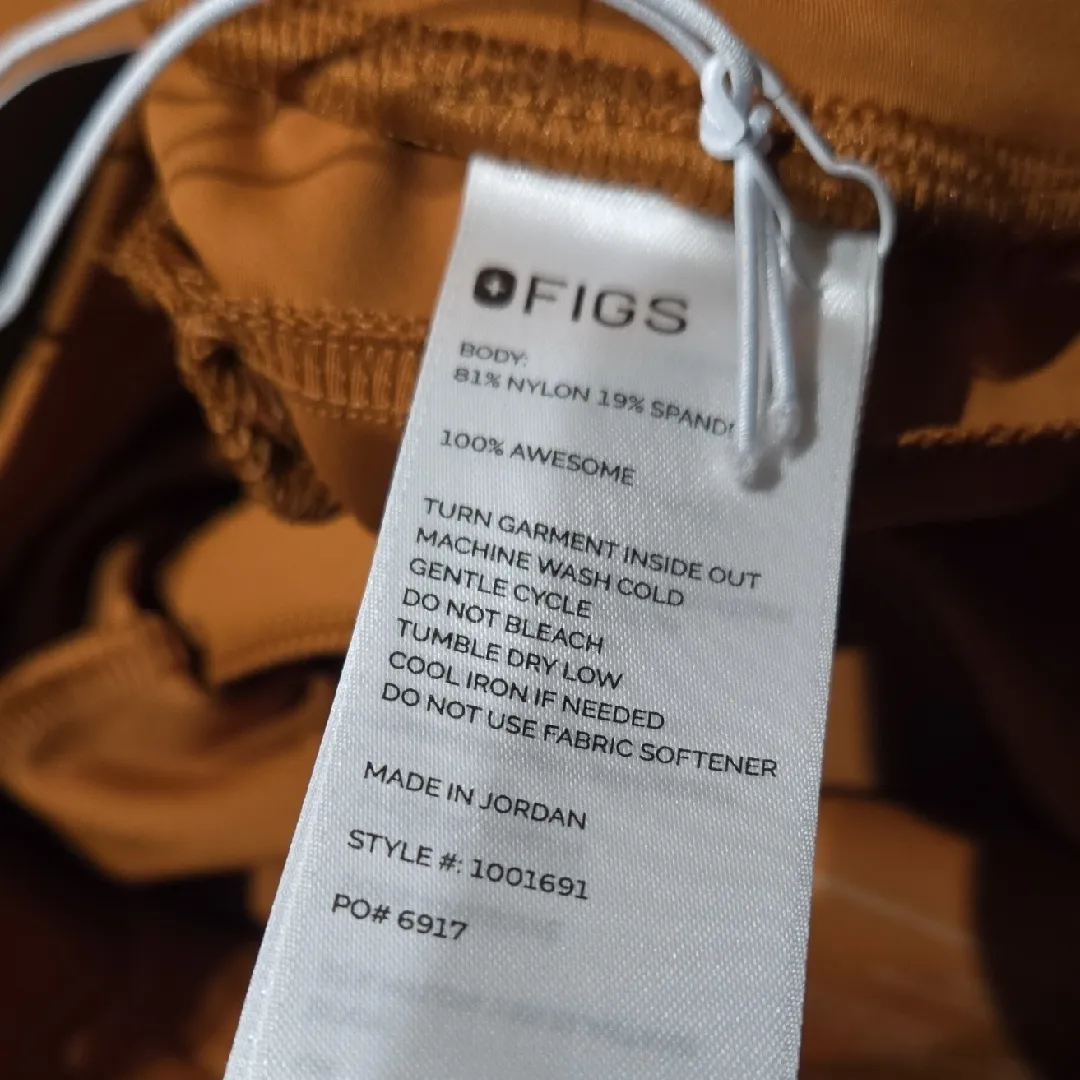 FIGS
BODY:
81% NYLON 19%
100% AWESOME
TURN GARMENT INSIDE OUT
MACHINE WASH COLD
GENTLE CYCLE
DO NOT BLEACH
TUMBLE DRY LOW
COOL IRON IF NEEDED
DO NOT USE FABRIC SOFTENER
MADE IN JORDAN
STYLE #: 1001691
PO# 6917